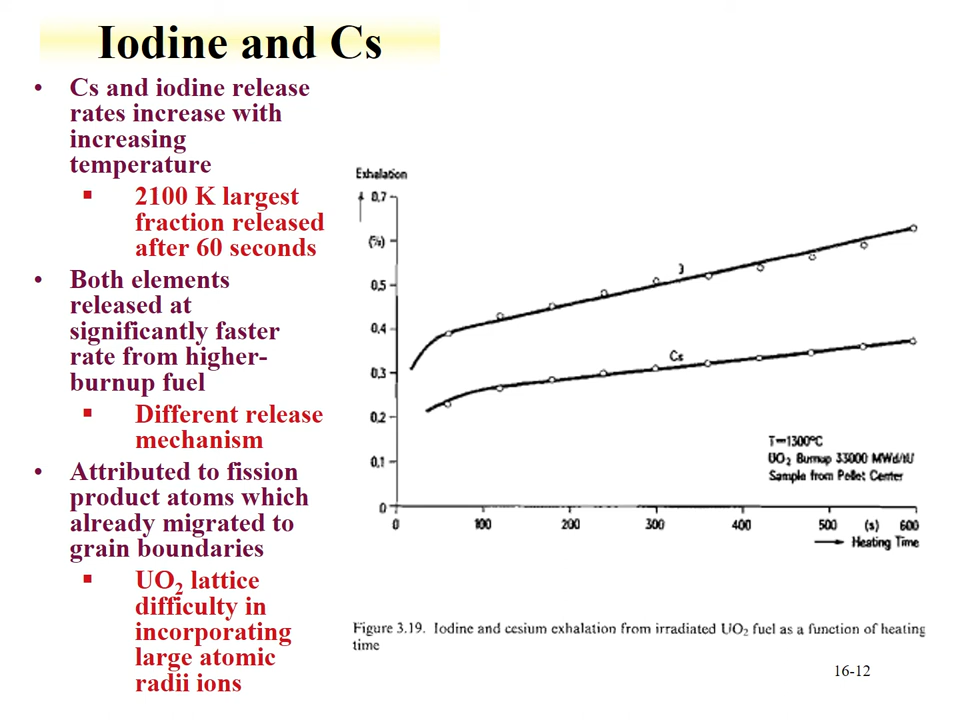 Iodine and Cs
• Cs and iodine release
rates increase with
increasing
temperature
▪ 2100 K largest
fraction released
after 60 seconds
• Both elements
released at
significantly faster
rate from higher-
burnup fuel
▪ Different release
mechanism
• Attributed to fission
product atoms which
already migrated to
grain boundaries
▪ UO₂ lattice
difficulty in
incorporating
large atomic
radii ions
Exhalation
0,7
(%)
0,5
0,4
0,3
0,2
0,1
0
J
Cs
T=1300°C
UO₂ Burnup 33000 MWd/tU
Sample from Pellet Center
0 100 200 300 400 500 (s) 600
Heating Time
Figure 3.19. Iodine and cesium exhalation from irradiated UO₂ fuel as a function of heating
time
16-12